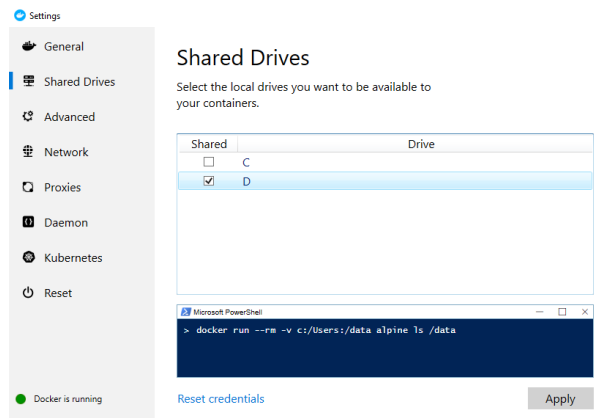 Settings
General
Shared Drives
Advanced
Network
Proxies
Daemon
Kubernetes
Reset
Docker is running
Shared Drives
Select the local drives you want to be available to
your containers.
Shared Drive
C
D
Microsoft PowerShell
> docker run --rm -v c:/Users:/data alpine ls /data
Reset credentials
Apply